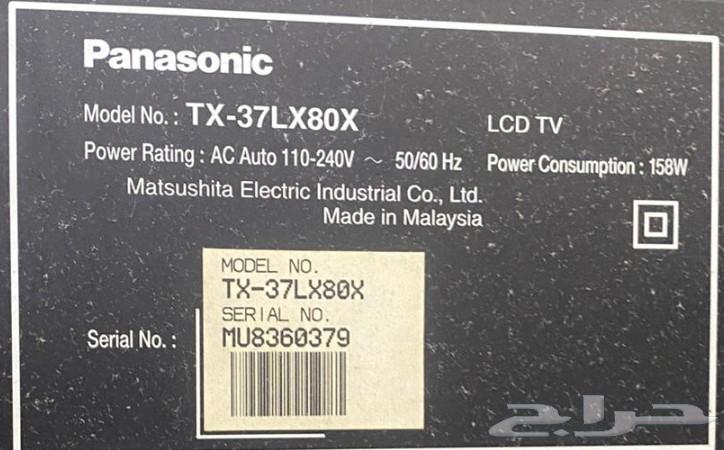 Panasonic
Model No. : TX-37LX80X LCD TV
Power Rating : AC Auto 110-240V ~ 50/60 Hz Power Consumption : 158W
Matsushita Electric Industrial Co., Ltd.
Made in Malaysia
MODEL NO.
TX-37LX80X
SERIAL NO.
Serial No. : MU8360379
حراج